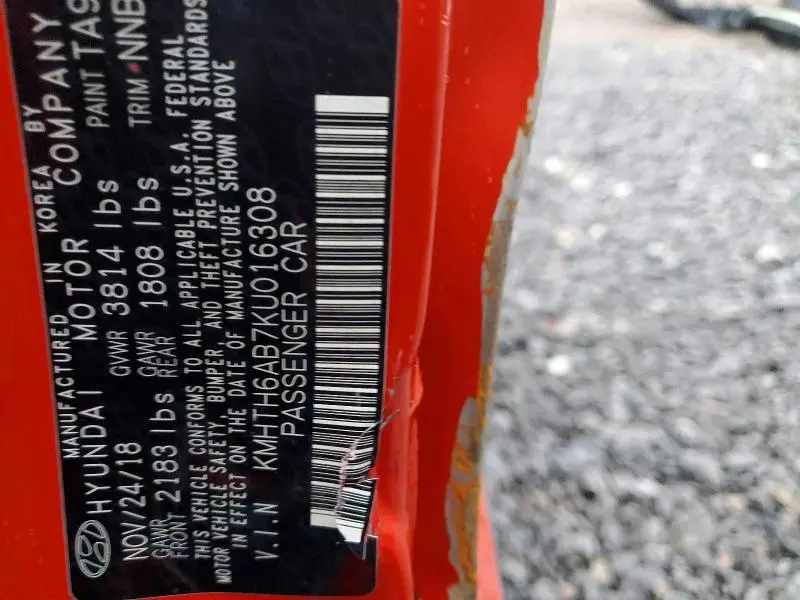 MANUFACTURED IN KOREA BY
HYUNDAI MOTOR COMPANY
NOV/24/18 GVWR 3814 lbs PAINT TA9
GAWR FRONT 2183 lbs GAWR REAR 1808 lbs TRIM NNB
THIS VEHICLE CONFORMS TO ALL APPLICABLE U.S.A. FEDERAL
MOTOR VEHICLE SAFETY, BUMPER, AND THEFT PREVENTION STANDARDS
IN EFFECT ON THE DATE OF MANUFACTURE SHOWN ABOVE
V.I.N KMHTH6AB7KU016308
PASSENGER CAR